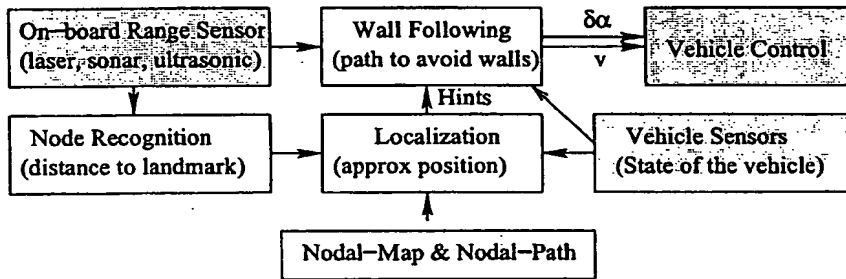 On-board Range Sensor
(laser, sonar, ultrasonic)
Wall Following
(path to avoid walls)
δα
v
Vehicle Control
Hints
Node Recognition
(distance to landmark)
Localization
(approx position)
Vehicle Sensors
(State of the vehicle)
Nodal-Map & Nodal-Path